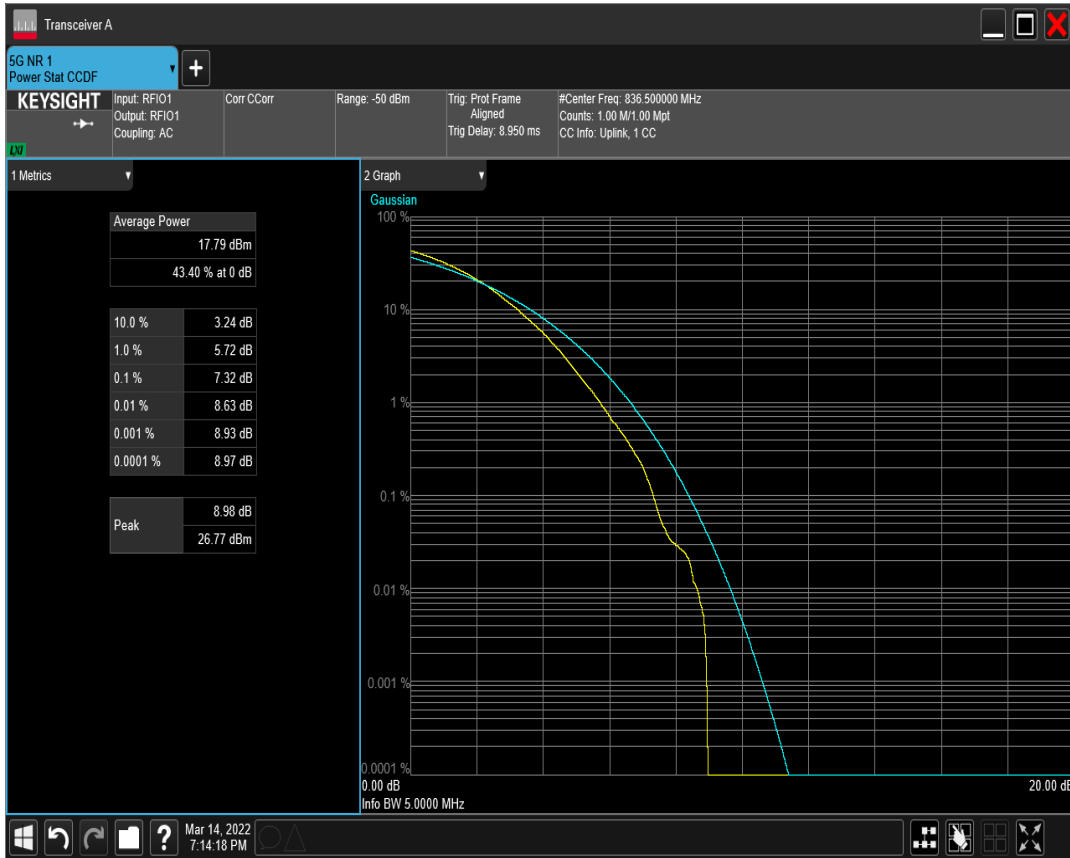 Transceiver A
5G NR 1
Power Stat CCDF
+
KEYSIGHT
LXI
Input: RFIO1
Output: RFIO1
Coupling: AC
Corr CCorr
Range: -50 dBm
Trig: Prot Frame
Aligned
Trig Delay: 8.950 ms
#Center Freq: 836.500000 MHz
Counts: 1.00 M/1.00 Mpt
CC Info: Uplink, 1 CC
1 Metrics
Average Power
17.79 dBm
43.40 % at 0 dB
10.0 % 3.24 dB
1.0 % 5.72 dB
0.1 % 7.32 dB
0.01 % 8.63 dB
0.001 % 8.93 dB
0.0001 % 8.97 dB
Peak
8.98 dB
26.77 dBm
2 Graph
Gaussian
100 %
10 %
1 %
0.1 %
0.01 %
0.001 %
0.0001 %
0.00 dB
20.00 dB
Info BW 5.0000 MHz
?
Mar 14, 2022
7:14:18 PM